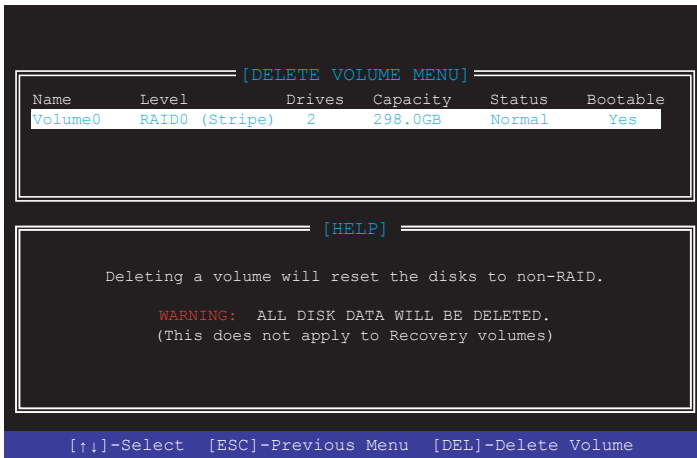 [DELETE VOLUME MENU]
Name Level Drives Capacity Status Bootable
Volume0 RAID0 (Stripe) 2 298.0GB Normal Yes
[HELP]
Deleting a volume will reset the disks to non-RAID.
WARNING: ALL DISK DATA WILL BE DELETED.
(This does not apply to Recovery volumes)
[↑↓]-Select [ESC]-Previous Menu [DEL]-Delete Volume